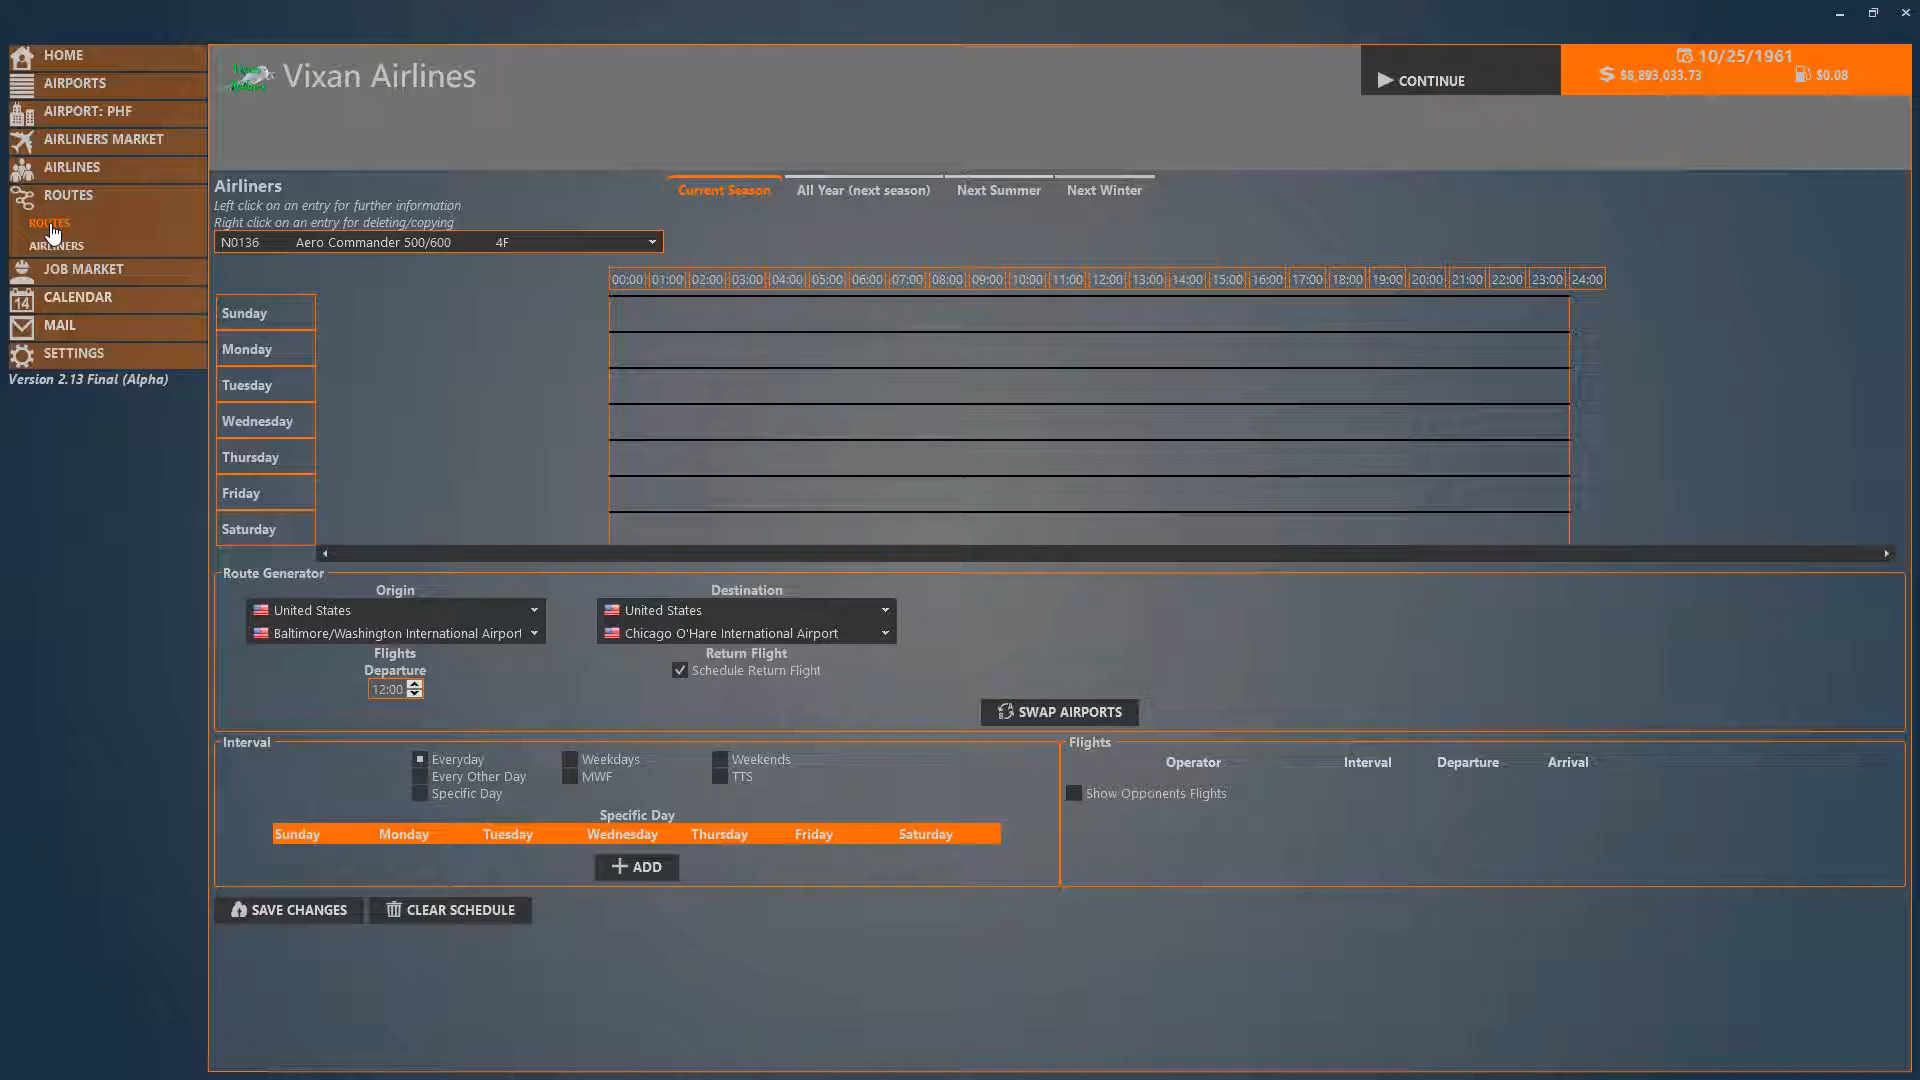 HOME
AIRPORTS
AIRPORT: PHF
AIRLINERS MARKET
AIRLINES
ROUTES
ROUTES
AIRLINERS
JOB MARKET
CALENDAR
14
MAIL
SETTINGS
Version 2.13 Final (Alpha)
Vixan Airlines
CONTINUE
10/25/1961
$8,893,033.73 $0.08
Airliners
Left click on an entry for further information
Right click on an entry for deleting/copying
N0136 Aero Commander 500/600 4F
Current Season All Year (next season) Next Summer Next Winter
00:00 01:00 02:00 03:00 04:00 05:00 06:00 07:00 08:00 09:00 10:00 11:00 12:00 13:00 14:00 15:00 16:00 17:00 18:00 19:00 20:00 21:00 22:00 23:00 24:00
Sunday
Monday
Tuesday
Wednesday
Thursday
Friday
Saturday
Route Generator
Origin Destination
United States United States
Baltimore/Washington International Airport Chicago O'Hare International Airport
Flights Return Flight
Departure Schedule Return Flight
12:00
SWAP AIRPORTS
Interval
Everyday Weekdays Weekends
Every Other Day MWF TTS
Specific Day
Specific Day
Sunday Monday Tuesday Wednesday Thursday Friday Saturday
ADD
Flights
Operator Interval Departure Arrival
Show Opponents Flights
SAVE CHANGES CLEAR SCHEDULE